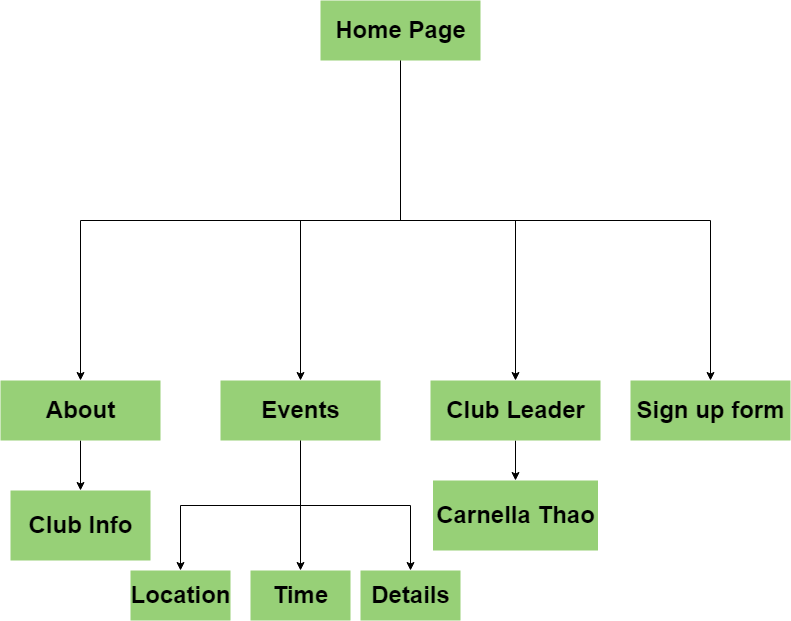 Home Page
About
Events
Club Leader
Sign up form
Club Info
Carnella Thao
Location
Time
Details